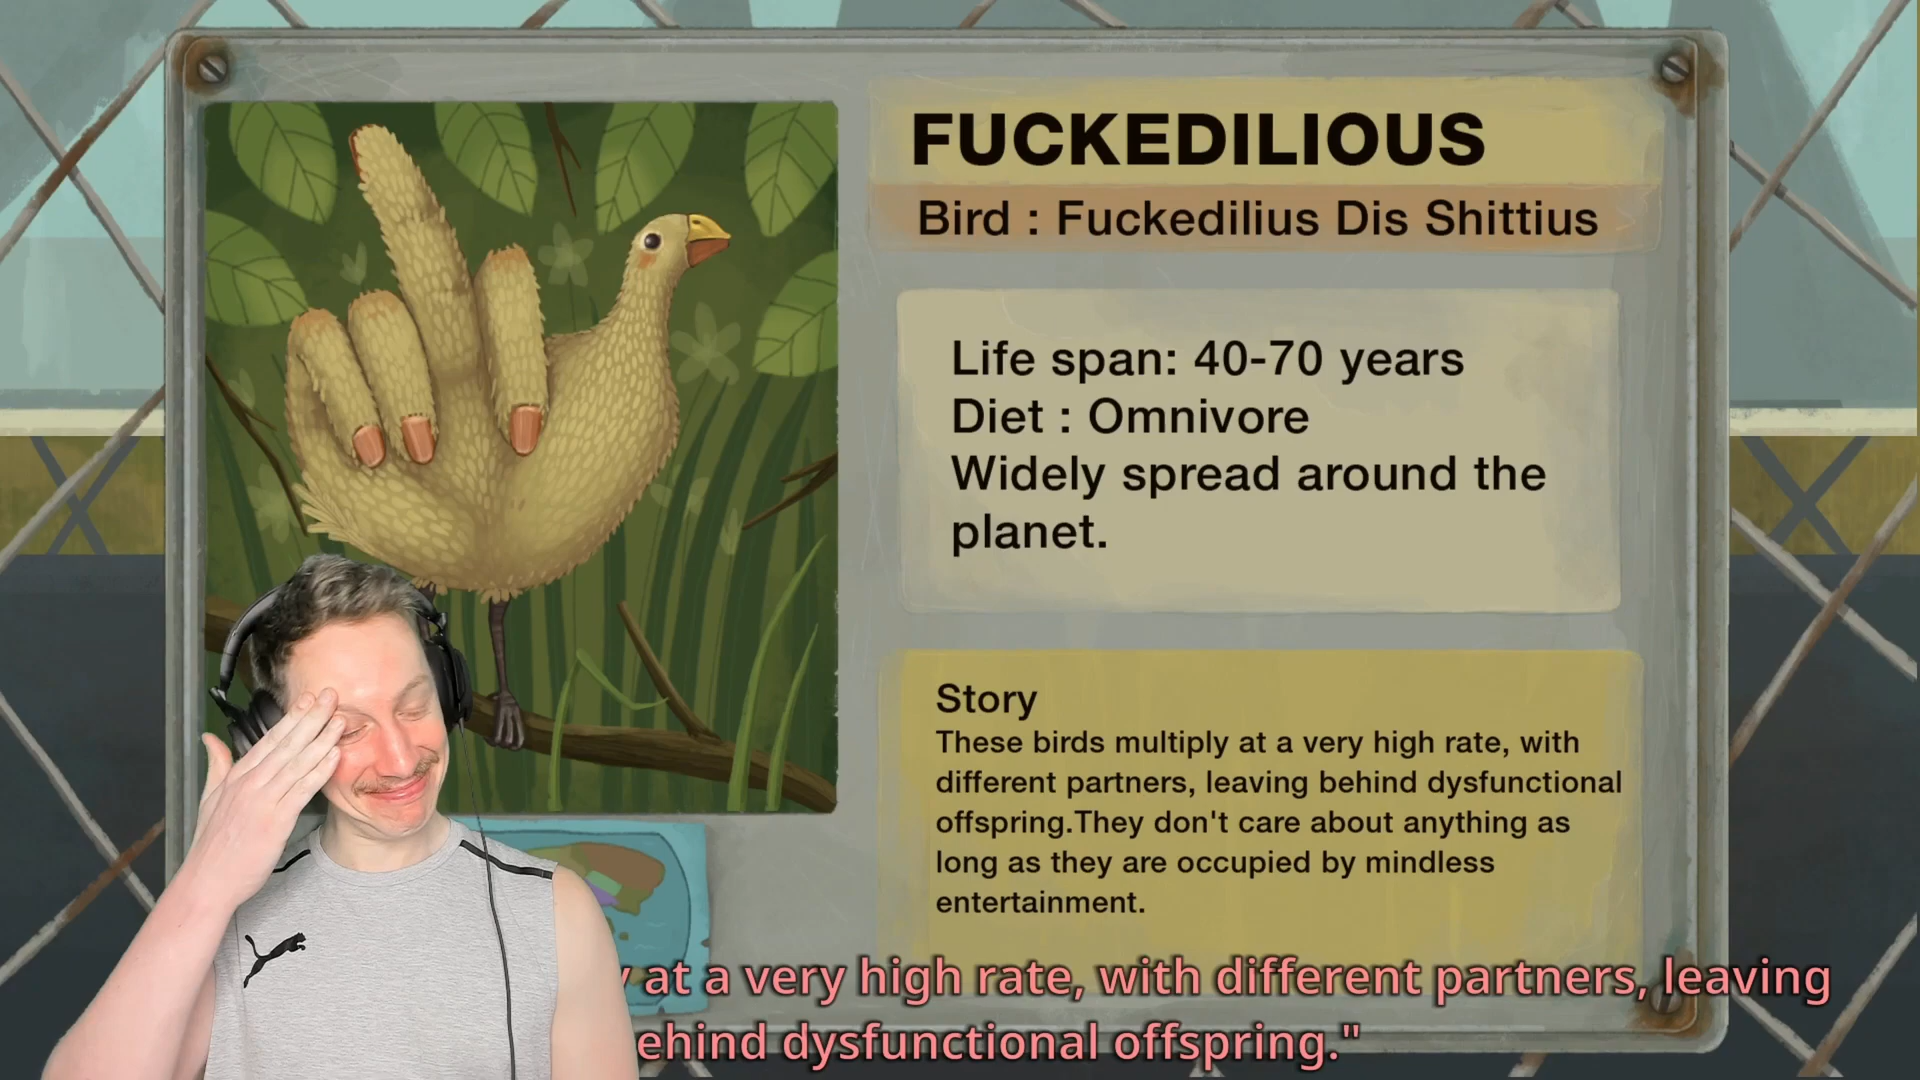 FUCKEDILIOUS
Bird : Fuckedilius Dis Shittius
Life span: 40-70 years
Diet : Omnivore
Widely spread around the
planet.
Story
These birds multiply at a very high rate, with
different partners, leaving behind dysfunctional
offspring.They don't care about anything as
long as they are occupied by mindless
entertainment.
at a very high rate, with different partners, leaving
ehind dysfunctional offspring."